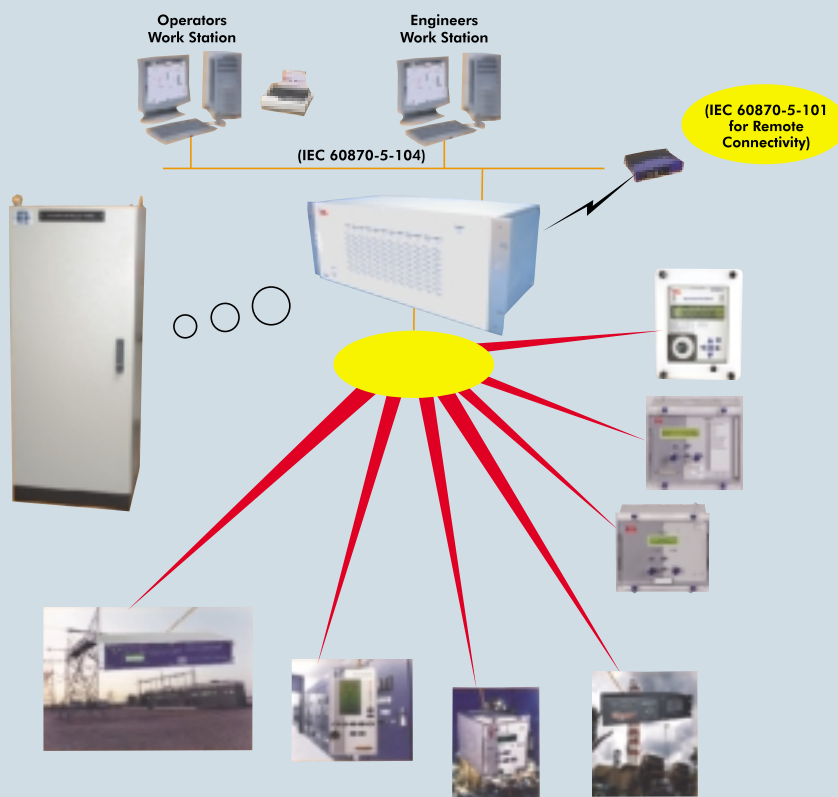 Operators
Work Station
Engineers
Work Station
(IEC 60870-5-101
for Remote
Connectivity)
(IEC 60870-5-104)